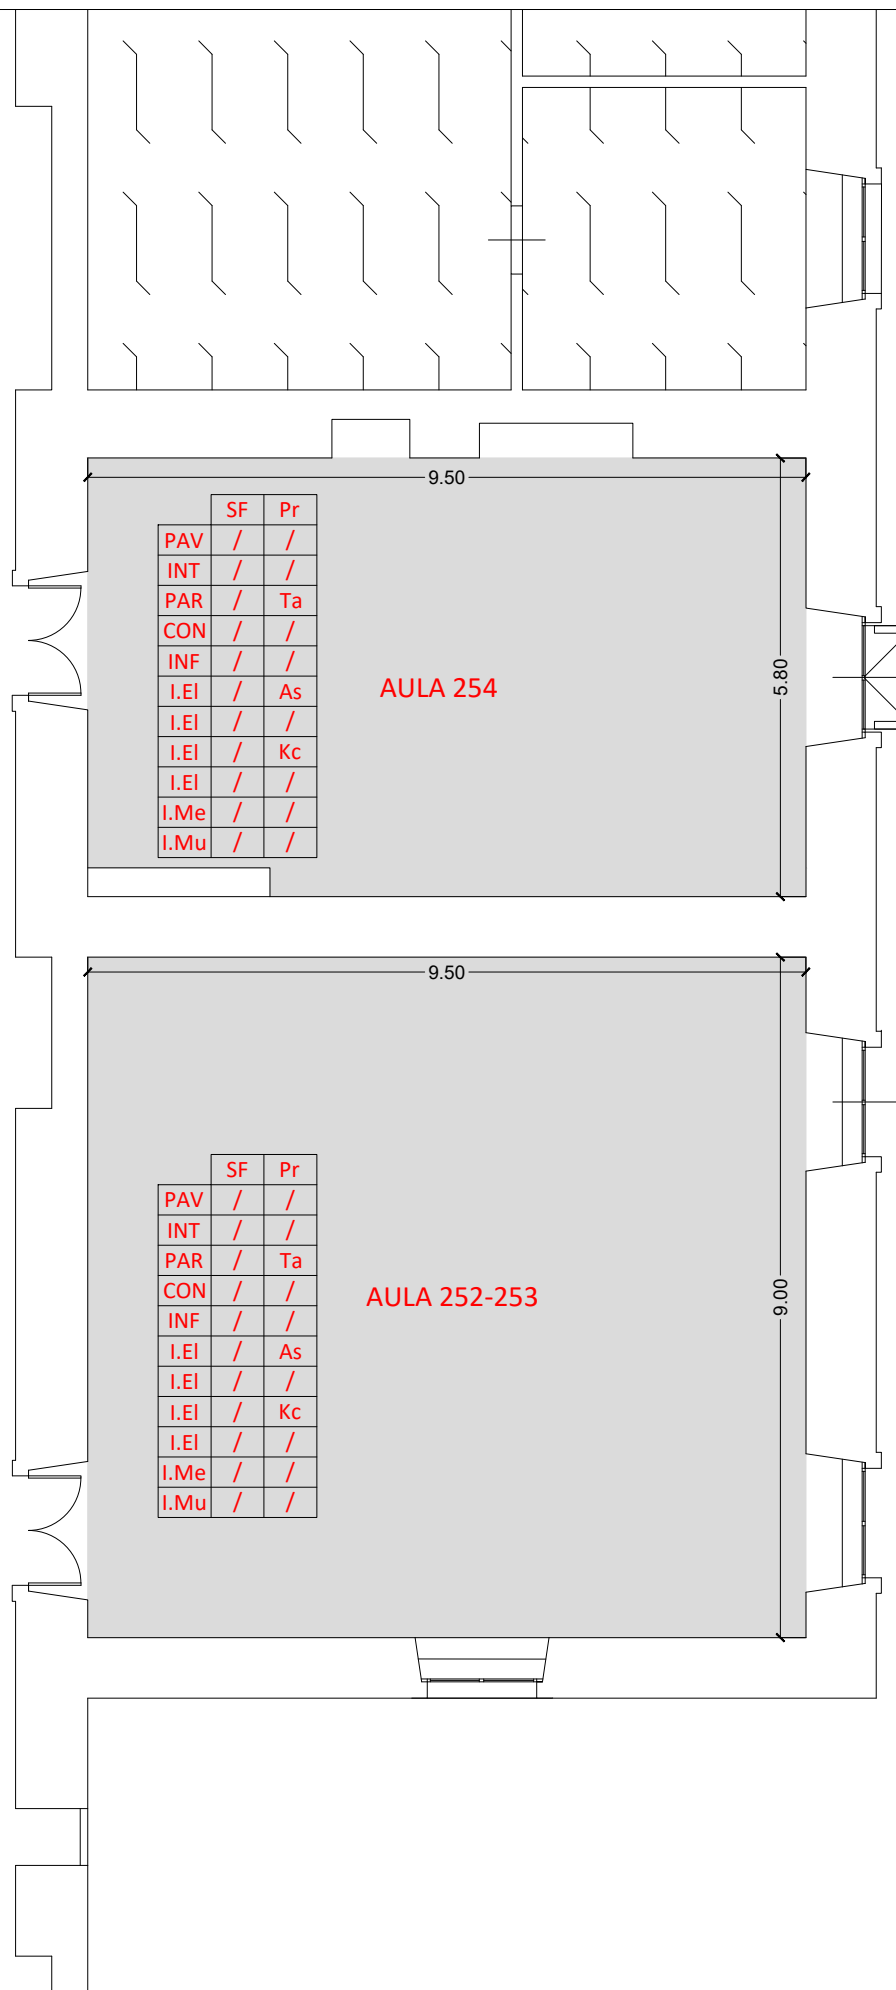 9.50
SF Pr
PAV / /
INT / /
PAR / Ta
CON / /
INF / /
I.El / As
I.El / /
I.El / Kc
I.El / /
I.Me / /
I.Mu / /
AULA 254
5.80
9.50
SF Pr
PAV / /
INT / /
PAR / Ta
CON / /
INF / /
I.El / As
I.El / /
I.El / Kc
I.El / /
I.Me / /
I.Mu / /
AULA 252-253
9.00